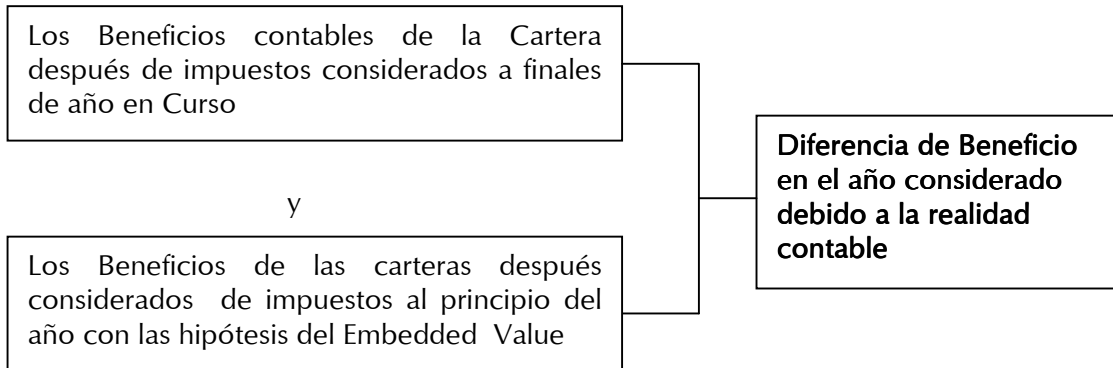 Los Beneficios contables de la Cartera
después de impuestos considerados a finales
de año en Curso
y
Los Beneficios de las carteras después
considerados de impuestos al principio del
año con las hipótesis del Embedded Value
Diferencia de Beneficio
en el año considerado
debido a la realidad
contable